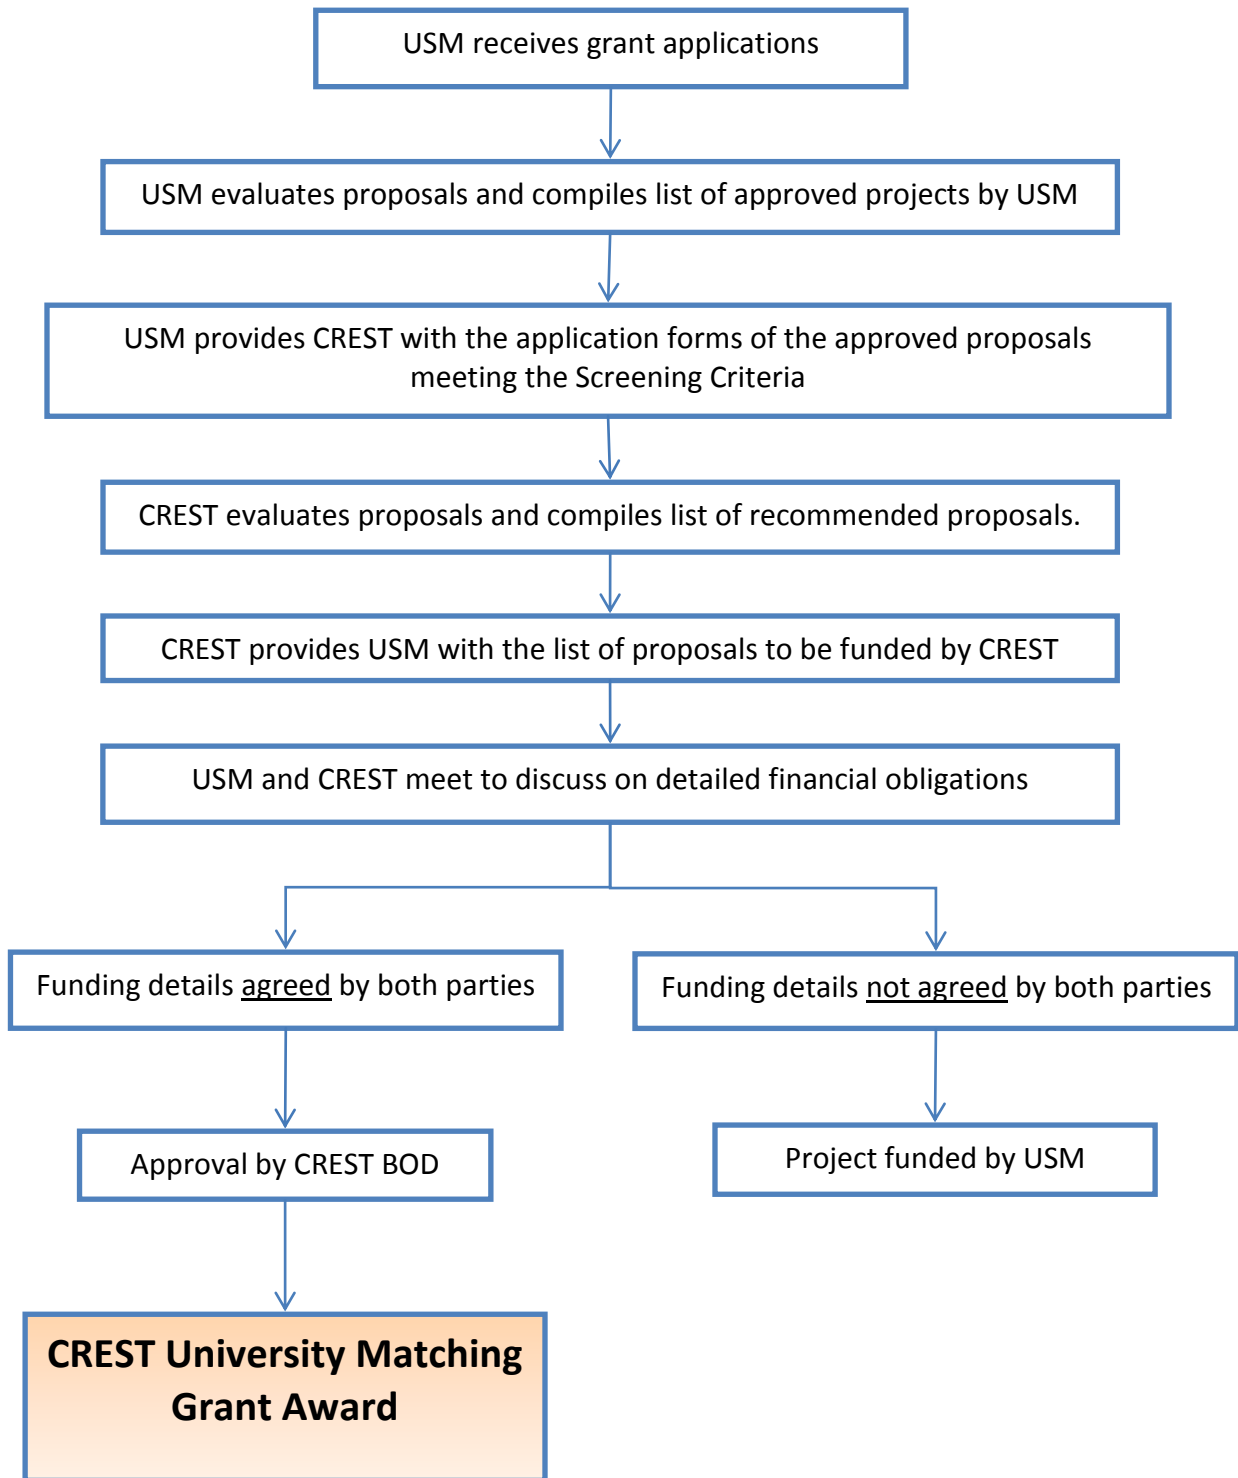 USM receives grant applications
USM evaluates proposals and compiles list of approved projects by USM
USM provides CREST with the application forms of the approved proposals
meeting the Screening Criteria
CREST evaluates proposals and compiles list of recommended proposals.
CREST provides USM with the list of proposals to be funded by CREST
USM and CREST meet to discuss on detailed financial obligations
Funding details agreed by both parties
Funding details not agreed by both parties
Approval by CREST BOD
Project funded by USM
CREST University Matching
Grant Award